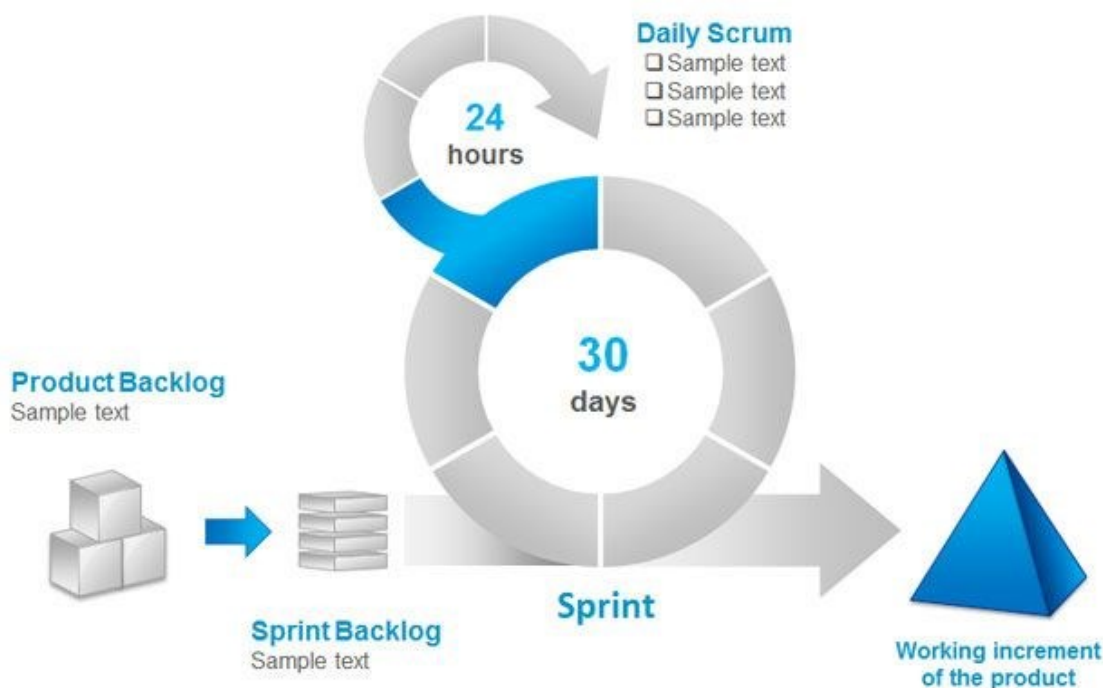 Daily Scrum
❑ Sample text
❑ Sample text
❑ Sample text
24
hours
30
days
Product Backlog
Sample text
Sprint Backlog
Sample text
Sprint
Working increment
of the product